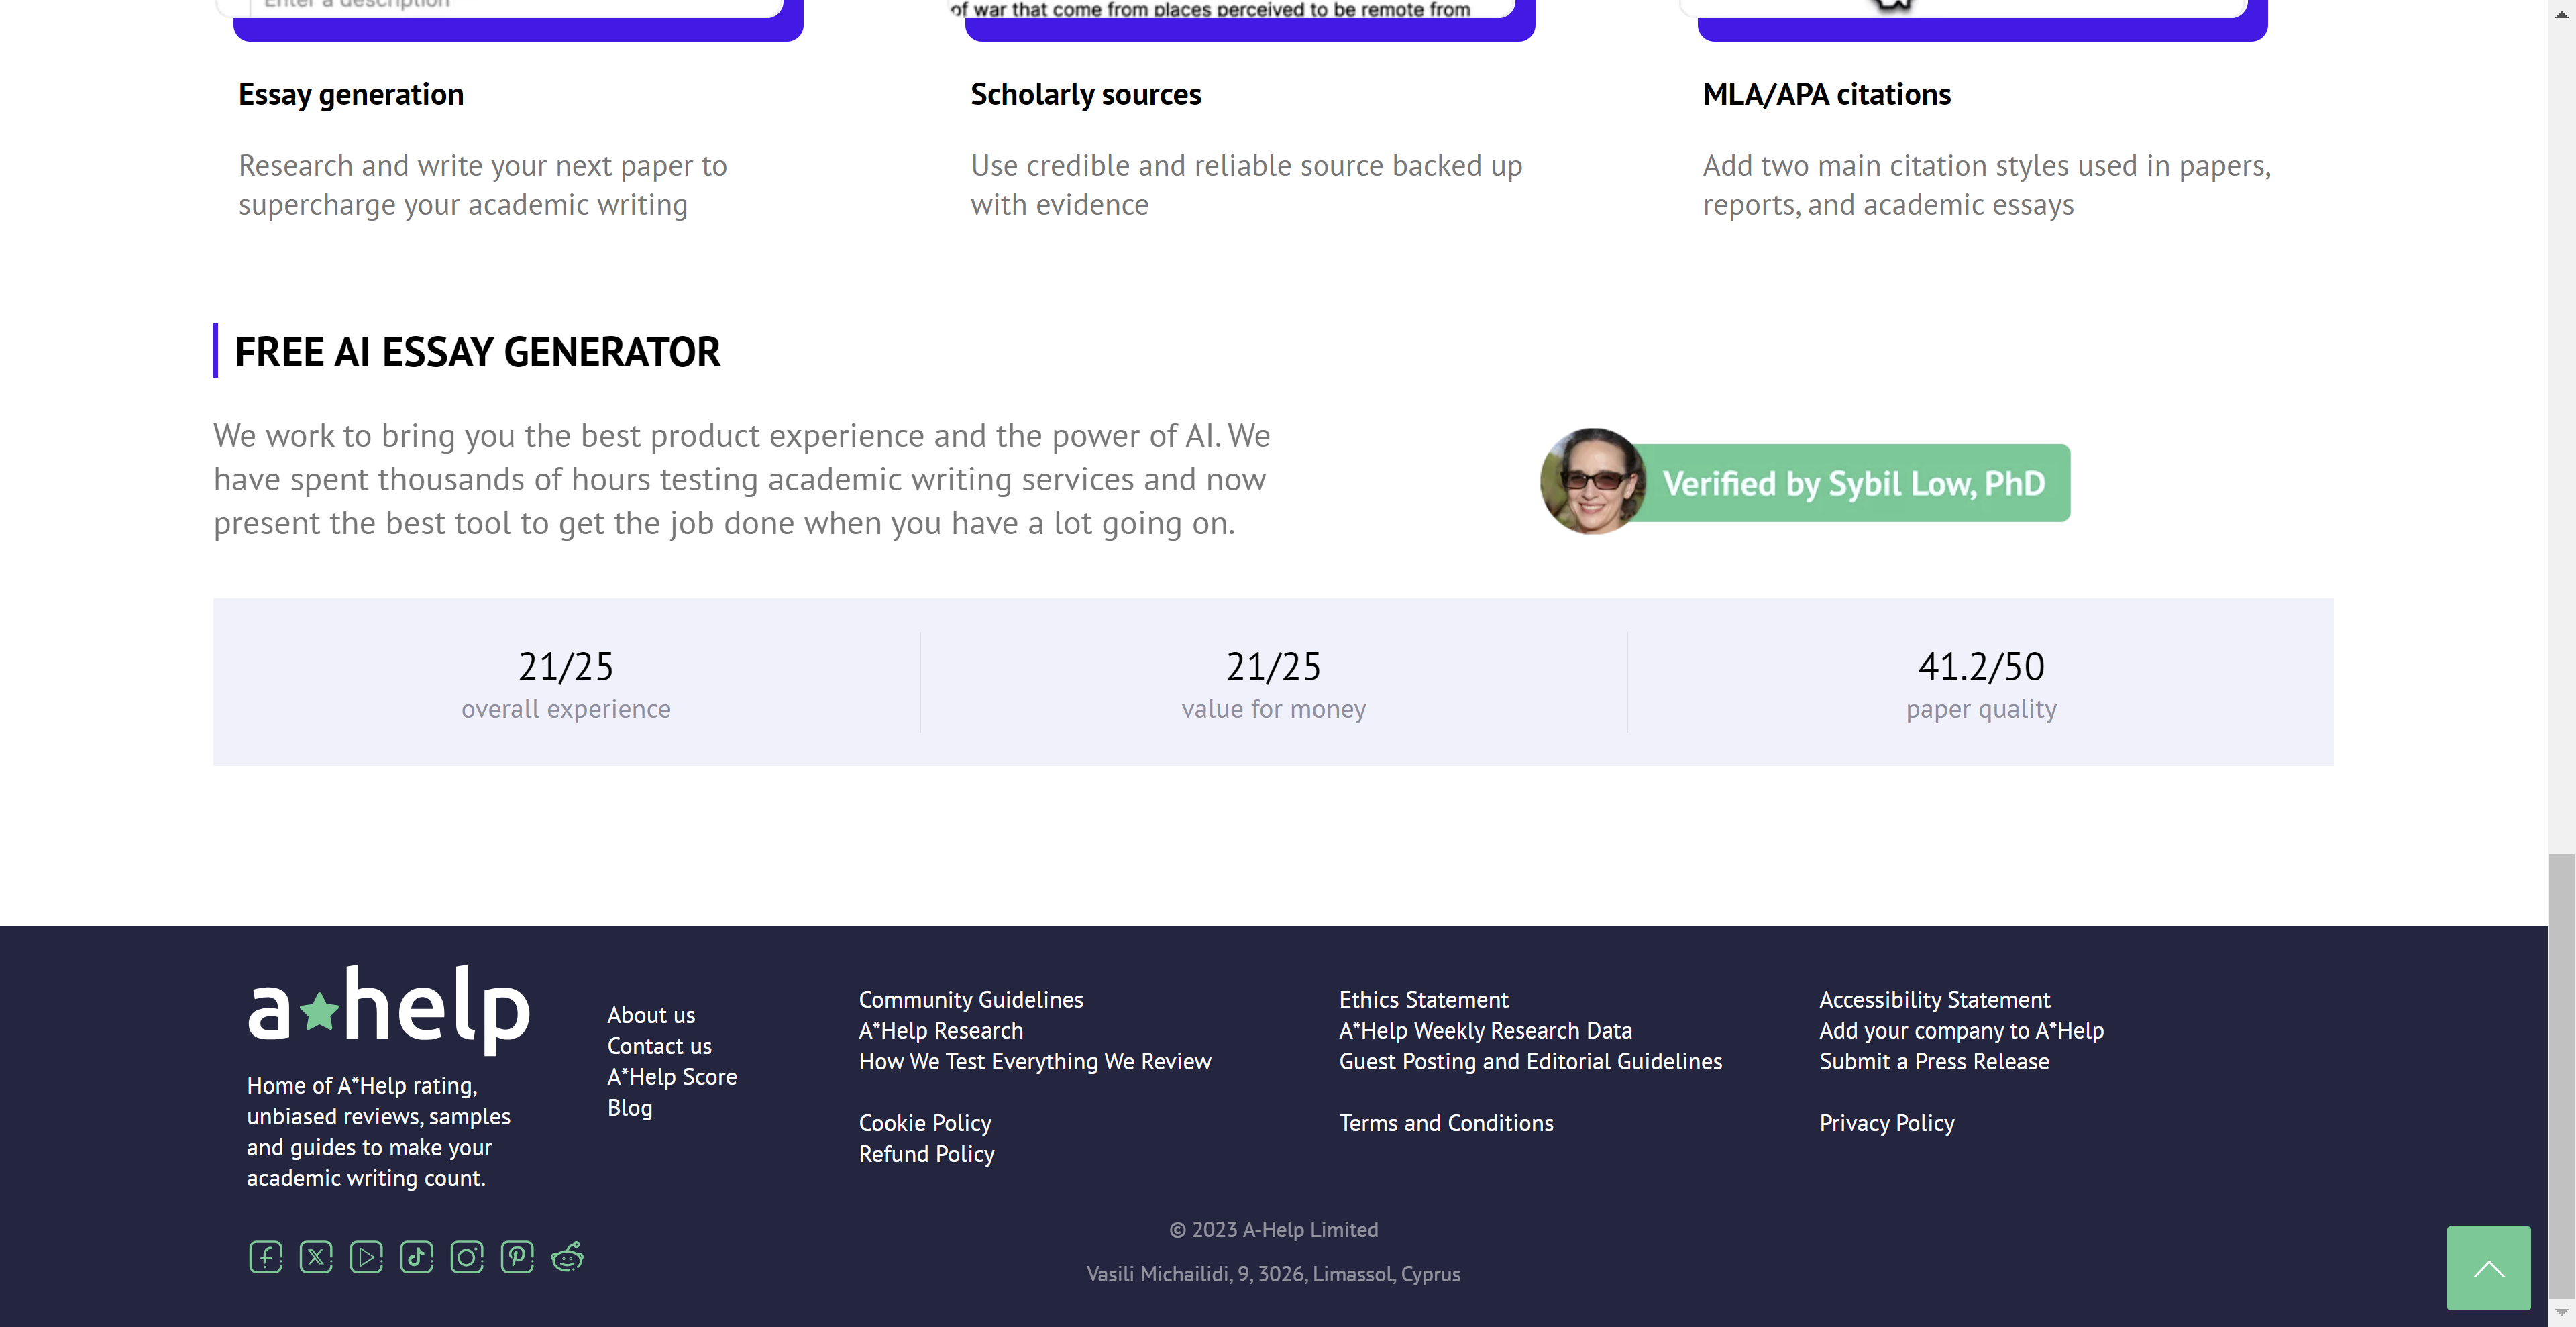 Enter a description
of war that come from places perceived to be remote from
Essay generation
Research and write your next paper to
supercharge your academic writing
Scholarly sources
Use credible and reliable source backed up
with evidence
MLA/APA citations
Add two main citation styles used in papers,
reports, and academic essays
FREE AI ESSAY GENERATOR
We work to bring you the best product experience and the power of AI. We
have spent thousands of hours testing academic writing services and now
present the best tool to get the job done when you have a lot going on.
Verified by Sybil Low, PhD
21/25
overall experience
21/25
value for money
41.2/50
paper quality
a★help
Home of A*Help rating,
unbiased reviews, samples
and guides to make your
academic writing count.
About us
Contact us
A*Help Score
Blog
Community Guidelines
A*Help Research
How We Test Everything We Review
Cookie Policy
Refund Policy
Ethics Statement
A*Help Weekly Research Data
Guest Posting and Editorial Guidelines
Terms and Conditions
Accessibility Statement
Add your company to A*Help
Submit a Press Release
Privacy Policy
© 2023 A-Help Limited
Vasili Michailidi, 9, 3026, Limassol, Cyprus